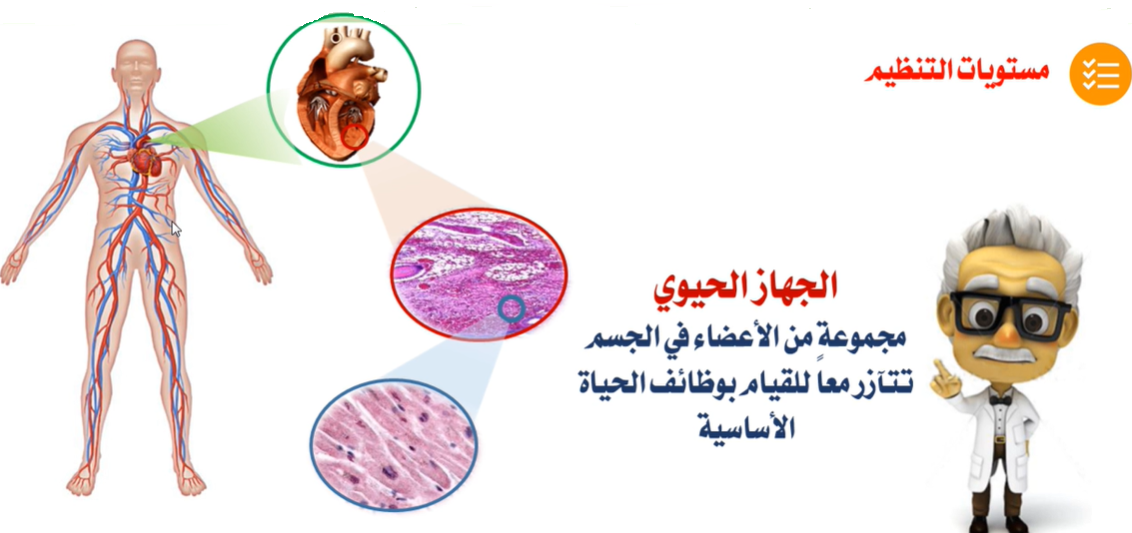 مستويات التنظيم
الجهاز الحيوي
مجموعة من الأعضاء في الجسم
تتآزر معاً للقيام بوظائف الحياة
الأساسية